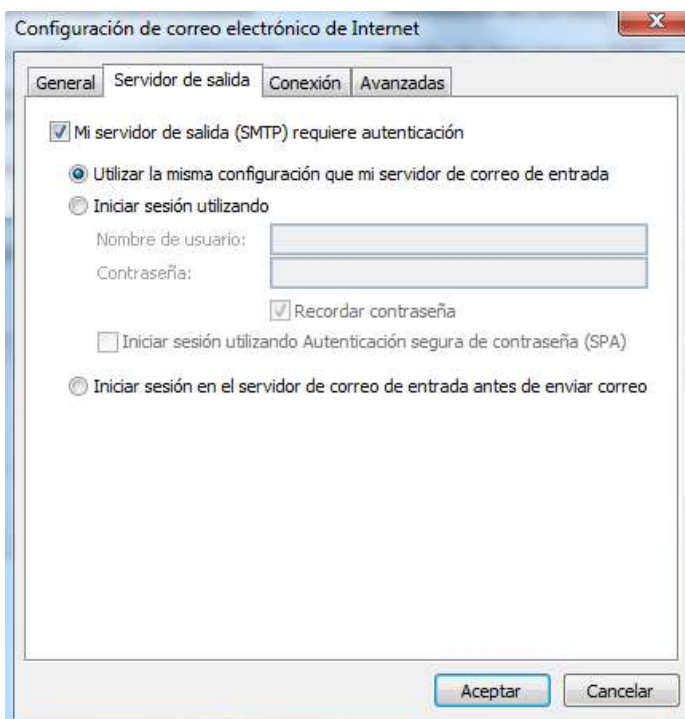 Configuración de correo electrónico de Internet
General Servidor de salida Conexión Avanzadas
Mi servidor de salida (SMTP) requiere autenticación
Utilizar la misma configuración que mi servidor de correo de entrada
Iniciar sesión utilizando
Nombre de usuario:
Contraseña:
Recordar contraseña
Iniciar sesión utilizando Autenticación segura de contraseña (SPA)
Iniciar sesión en el servidor de correo de entrada antes de enviar correo
Aceptar Cancelar